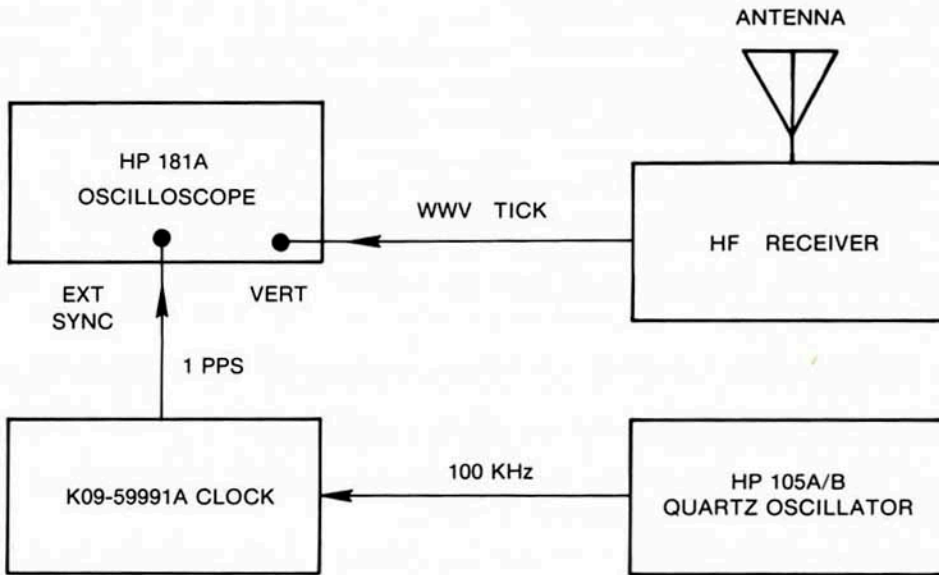 ANTENNA
HP 181A
OSCILLOSCOPE
WWV TICK
HF RECEIVER
EXT
SYNC
VERT
1 PPS
K09-59991A CLOCK
100 KHz
HP 105A/B
QUARTZ OSCILLATOR